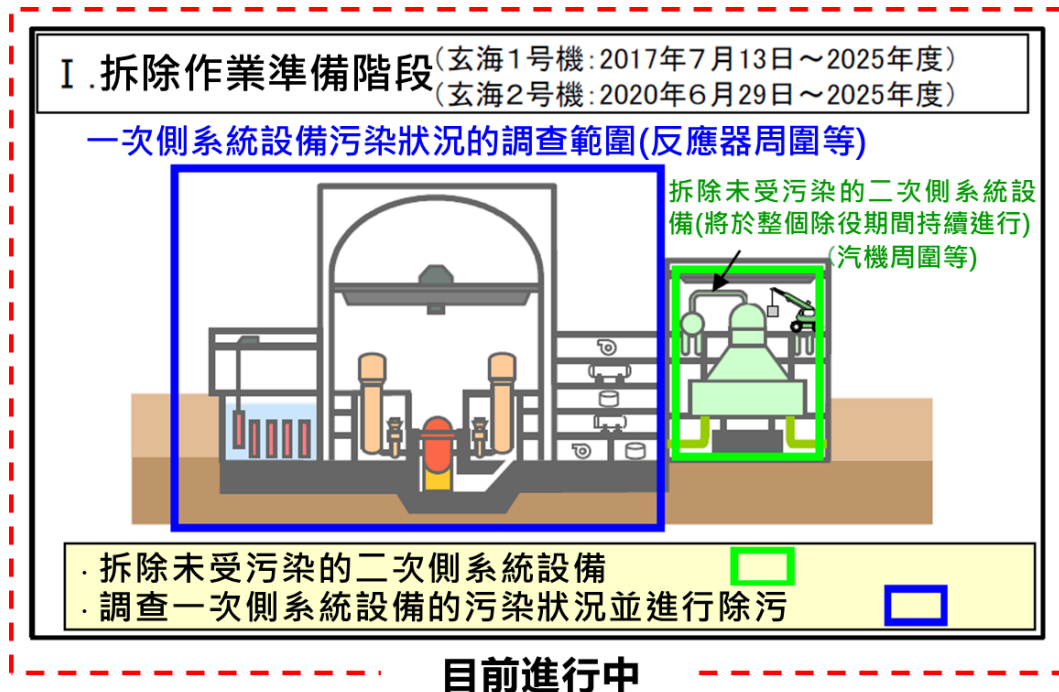 Ⅰ.拆除作業準備階段
(玄海1号機:2017年7月13日～2025年度)
(玄海2号機:2020年6月29日～2025年度)
一次側系統設備污染狀況的調查範圍(反應器周圍等)
拆除未受污染的二次側系統設
備(將於整個除役期間持續進行)
(汽機周圍等)
·拆除未受污染的二次側系統設備
·調查一次側系統設備的污染狀況並進行除污
目前進行中